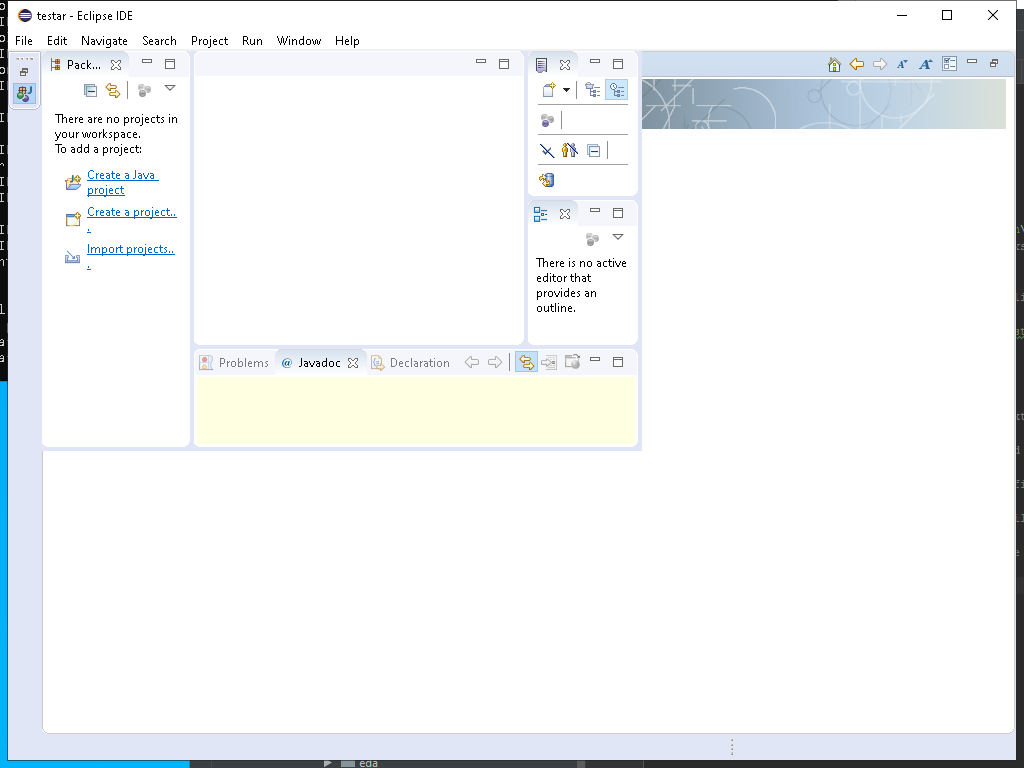 testar - Eclipse IDE
File Edit Navigate Search Project Run Window Help
Pack...
There are no projects in
your workspace.
To add a project:
Create a Java
project
Create a project..
.
Import projects..
.
There is no active
editor that
provides an
outline.
Problems @ Javadoc Declaration
eda